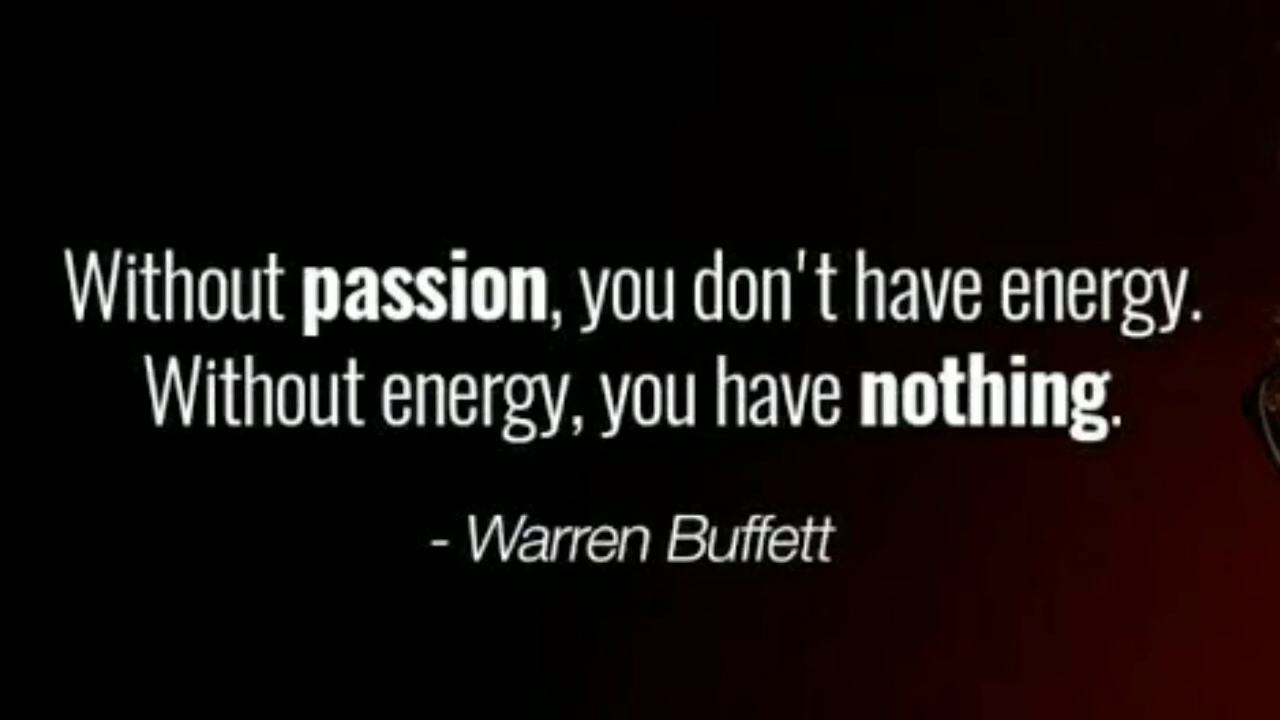 Without passion, you don't have energy.
Without energy, you have nothing.
- Warren Buffett